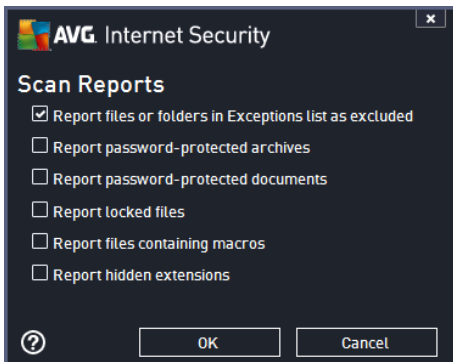 AVG. Internet Security
x
Scan Reports
Report files or folders in Exceptions list as excluded
Report password-protected archives
Report password-protected documents
Report locked files
Report files containing macros
Report hidden extensions
?
OK
Cancel